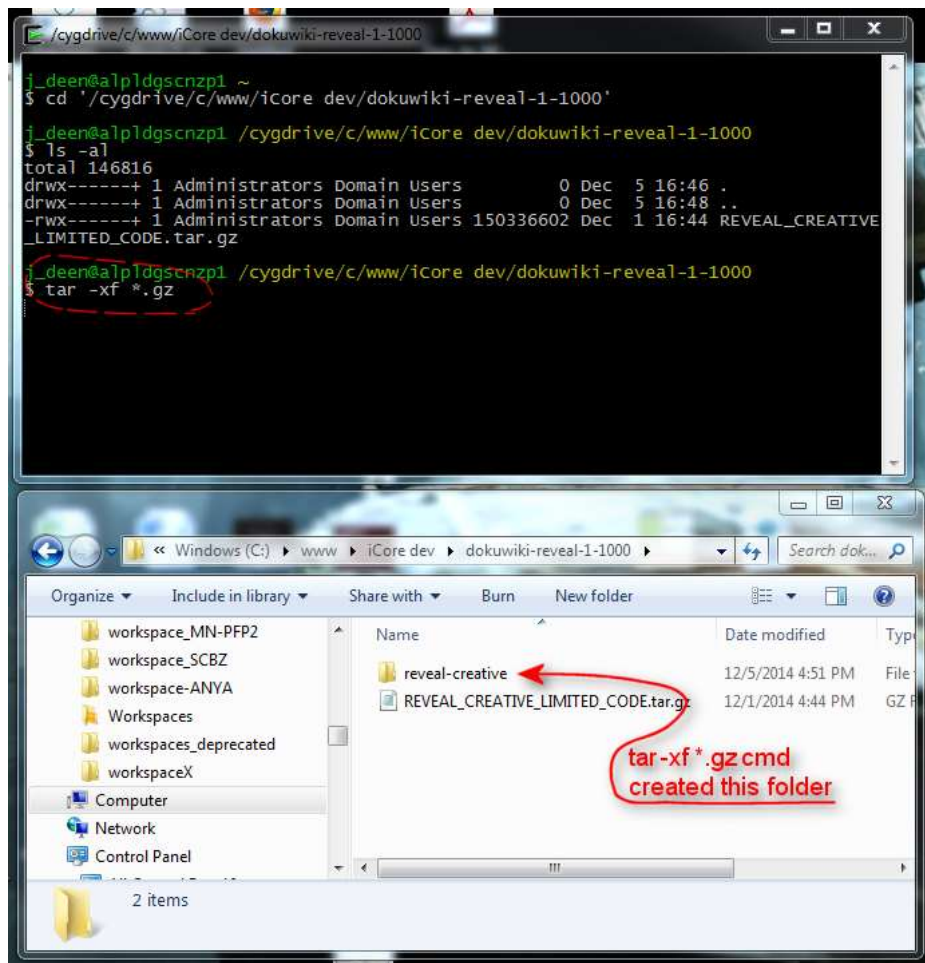 /cygdrive/c/www/iCore dev/dokuwiki-reveal-1-1000
j_deen@alpldgscnzp1 ~
$ cd '/cygdrive/c/www/iCore dev/dokuwiki-reveal-1-1000'
j_deen@alpldgscnzp1 /cygdrive/c/www/iCore dev/dokuwiki-reveal-1-1000
$ ls -al
total 146816
drwx------+ 1 Administrators Domain Users 0 Dec 5 16:46 .
drwx------+ 1 Administrators Domain Users 0 Dec 5 16:48 ..
-rwx------+ 1 Administrators Domain Users 150336602 Dec 1 16:44 REVEAL_CREATIVE
_LIMITED_CODE.tar.gz
j_deen@alpldgscnzp1 /cygdrive/c/www/iCore dev/dokuwiki-reveal-1-1000
$ tar -xf *.gz
« Windows (C:) www iCore dev dokuwiki-reveal-1-1000 Search dok...
Organize Include in library Share with Burn New folder
workspace_MN-PFP2
workspace_SCBZ
workspace-ANYA
Workspaces
workspaces_deprecated
workspaceX
Computer
Network
Control Panel
Name Date modified
reveal-creative 12/5/2014 4:51 PM File
REVEAL_CREATIVE_LIMITED_CODE.tar.gz 12/1/2014 4:44 PM GZ
tar -xf *.gz cmd
created this folder
2 items